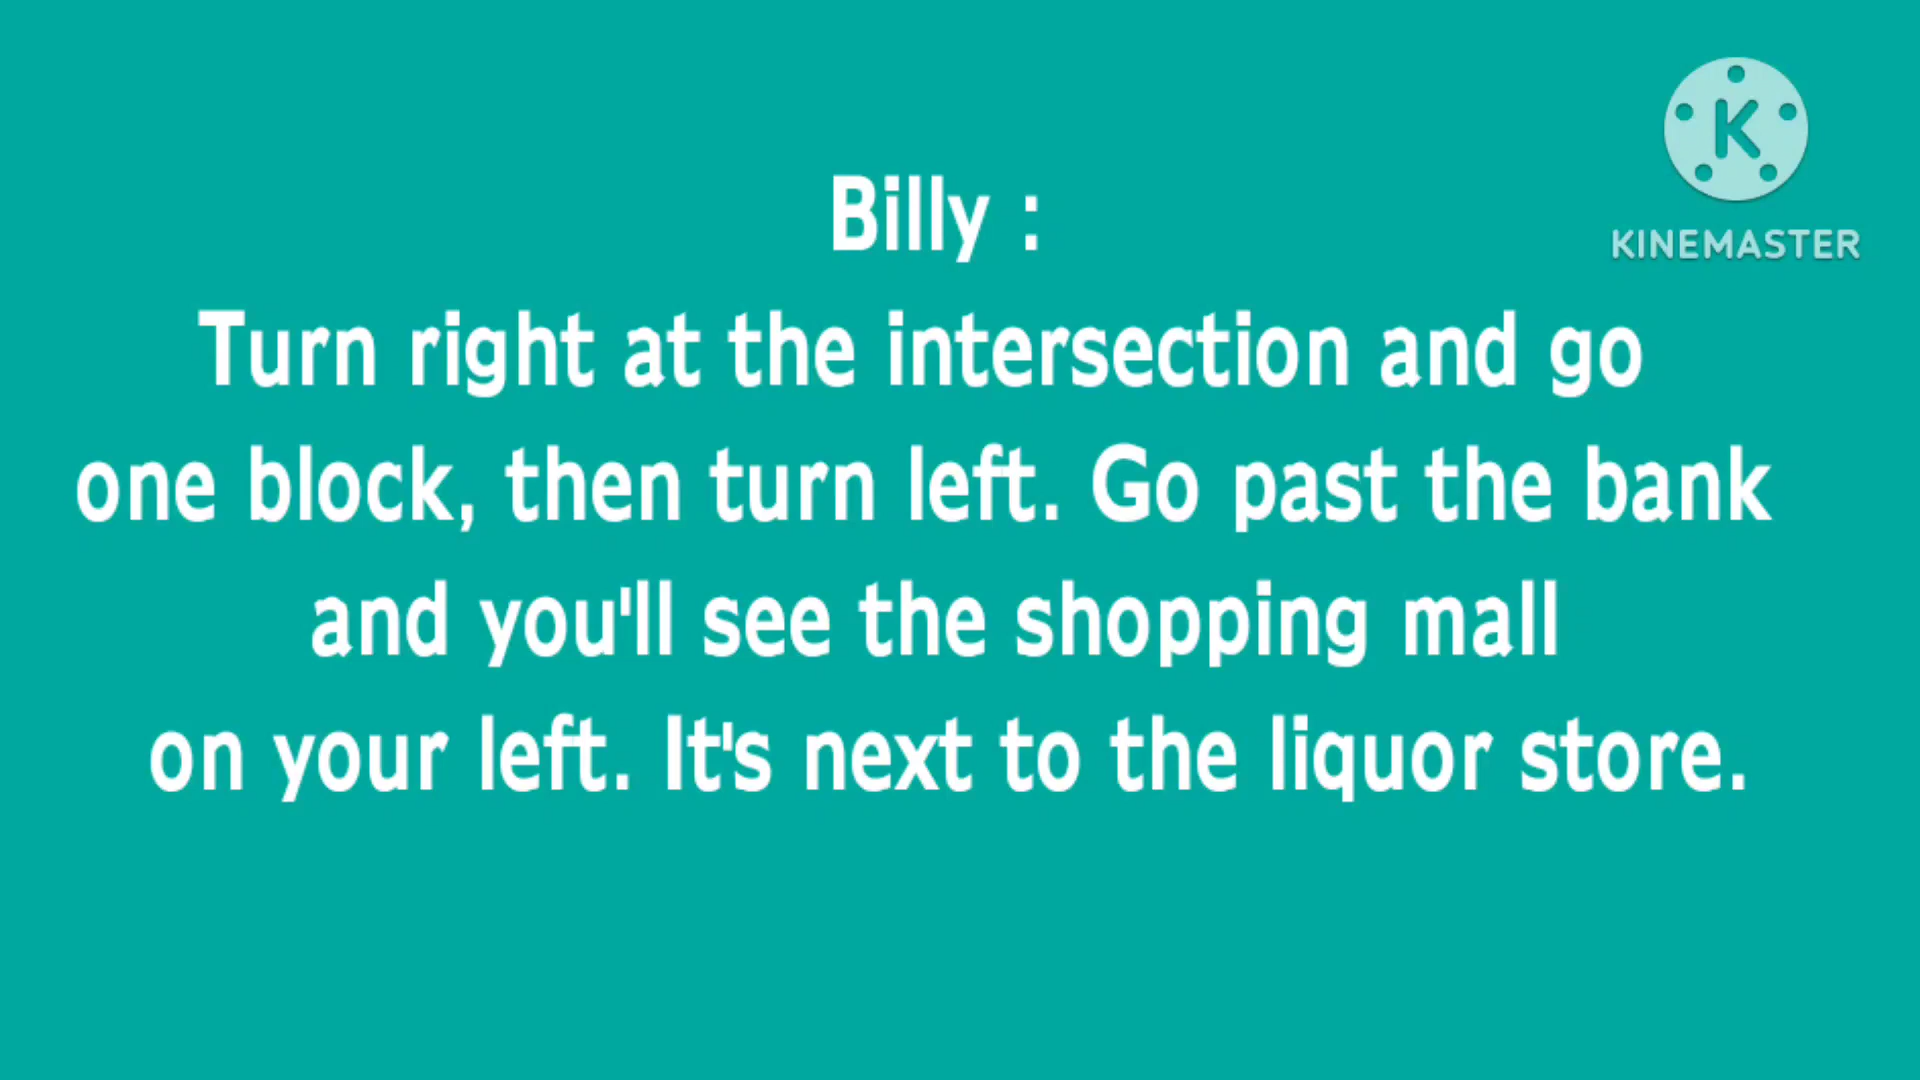 K
KINEMASTER
Billy :
Turn right at the intersection and go
one block, then turn left. Go past the bank
and you'll see the shopping mall
on your left. It's next to the liquor store.